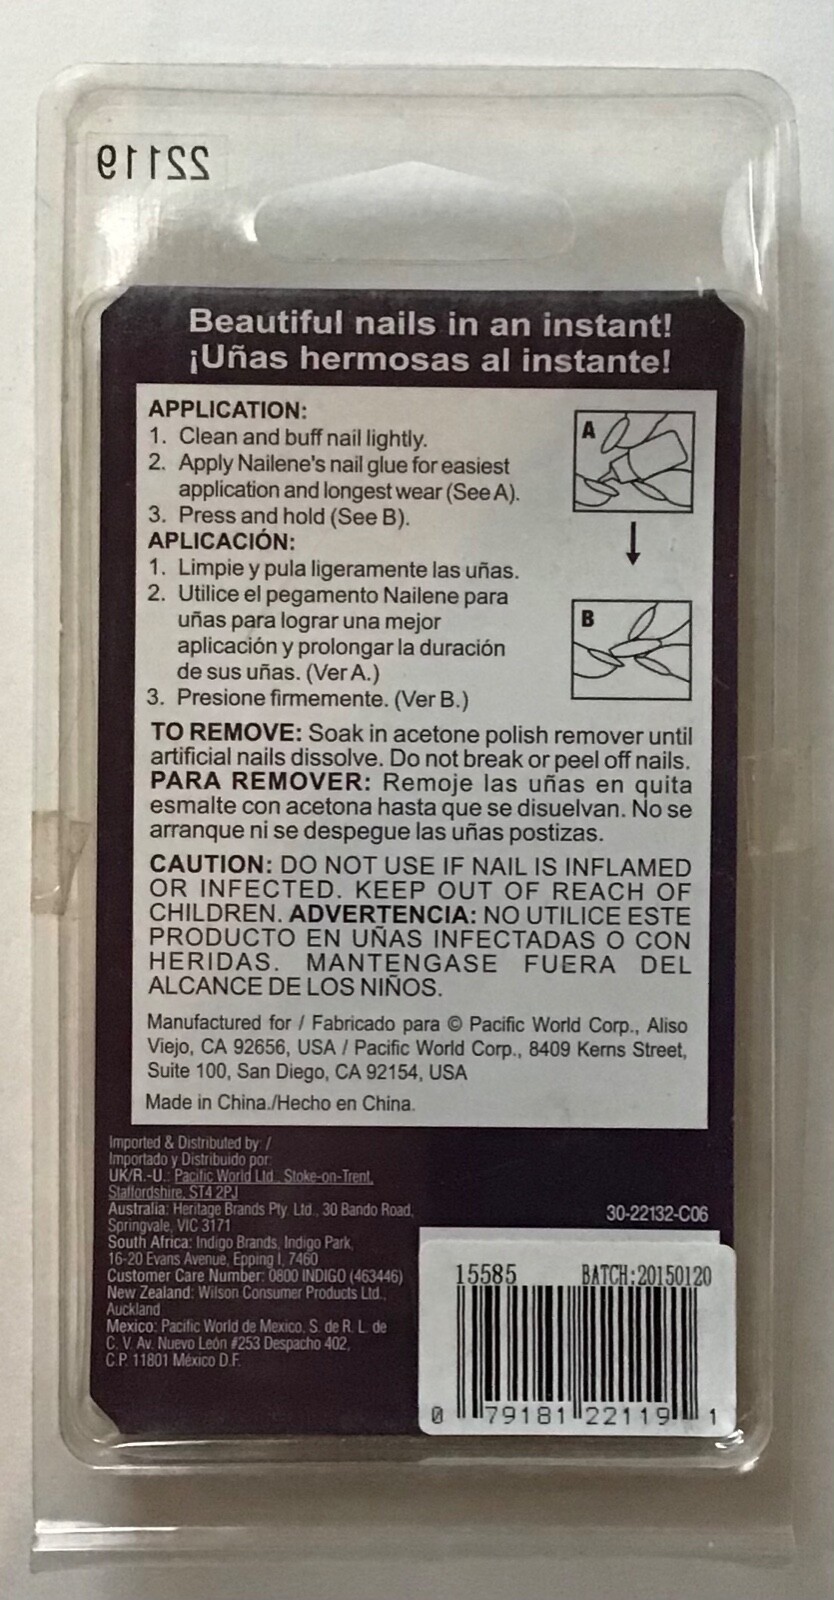 22119
Beautiful nails in an instant!
¡Uñas hermosas al instante!
APPLICATION:
1. Clean and buff nail lightly.
2. Apply Nailene's nail glue for easiest
application and longest wear (See A).
3. Press and hold (See B).
APLICACIÓN:
1. Limpie y pula ligeramente las uñas.
2. Utilice el pegamento Nailene para
uñas para lograr una mejor
aplicación y prolongar la duración
de sus uñas. (Ver A.)
3. Presione firmemente. (Ver B.)
A
B
TO REMOVE: Soak in acetone polish remover until
artificial nails dissolve. Do not break or peel off nails.
PARA REMOVER: Remoje las uñas en quita
esmalte con acetona hasta que se disuelvan. No se
arranque ni se despegue las uñas postizas.
CAUTION: DO NOT USE IF NAIL IS INFLAMED
OR INFECTED. KEEP OUT OF REACH OF
CHILDREN. ADVERTENCIA: NO UTILICE ESTE
PRODUCTO EN UÑAS INFECTADAS O CON
HERIDAS. MANTENGASE FUERA DEL
ALCANCE DE LOS NIÑOS.
Manufactured for / Fabricado para © Pacific World Corp., Aliso
Viejo, CA 92656, USA / Pacific World Corp., 8409 Kerns Street,
Suite 100, San Diego, CA 92154, USA
Made in China./Hecho en China.
Imported & Distributed by: /
Importado y Distribuido por:
UK/R.-U.: Pacific World Ltd., Stoke-on-Trent,
Staffordshire, ST4 2PJ
Australia: Heritage Brands Pty. Ltd., 30 Bando Road,
Springvale, VIC 3171
South Africa: Indigo Brands, Indigo Park,
16-20 Evans Avenue, Epping I, 7460
Customer Care Number: 0800 INDIGO (463446)
New Zealand: Wilson Consumer Products Ltd.,
Auckland
Mexico: Pacific World de Mexico, S. de R. L. de
C. V. Av. Nuevo León #253 Despacho 402,
C.P. 11801 México D.F.
30-22132-C06
15585 BATCH:20150120
0 79181 22119 1